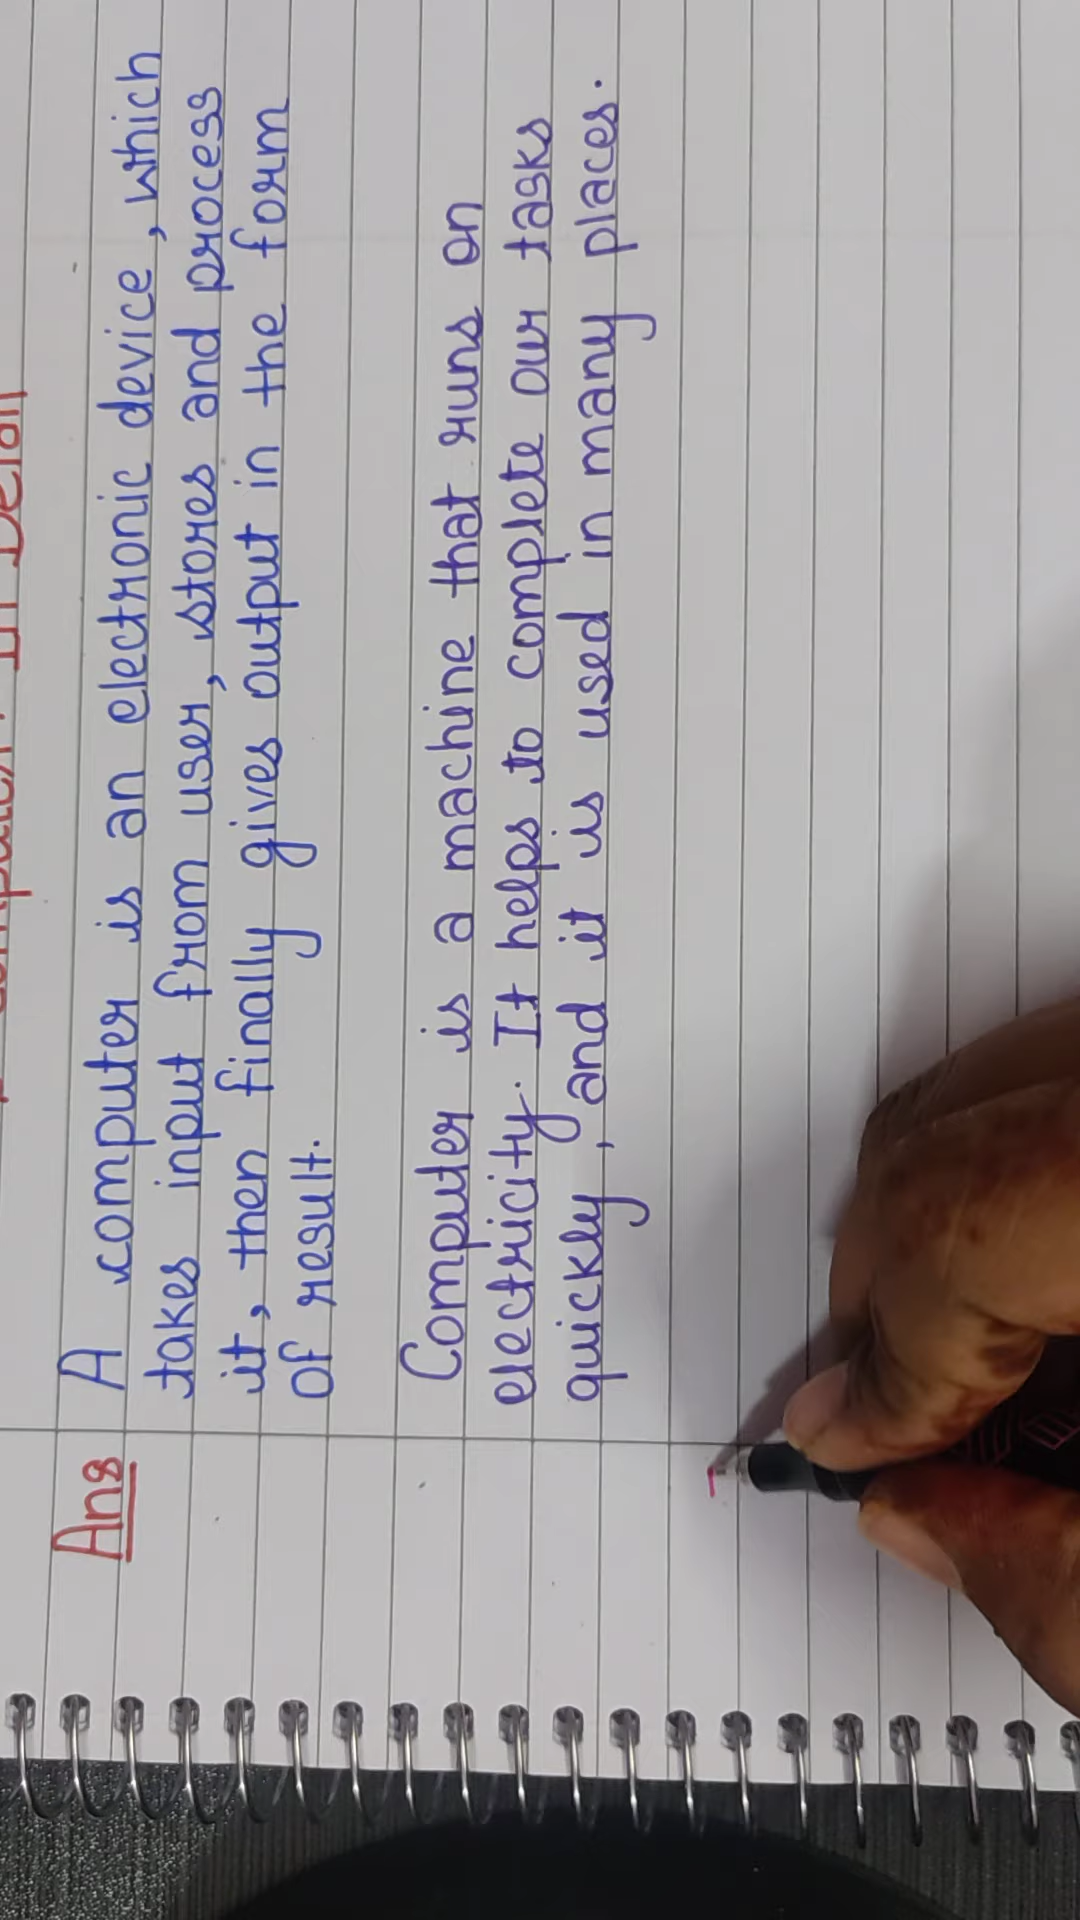 In Detail
Ans A computer is an electronic device, which
takes input from user, stores and process
it, then finally gives output in the form
of result.
Computer is a machine that runs on
electricity. It helps to complete our tasks
quickly, and it is used in many places.